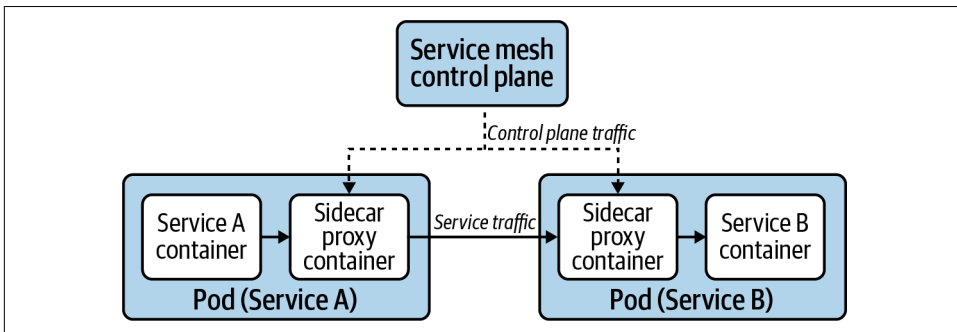 Service mesh
control plane
Control plane traffic
Service A
container
Sidecar
proxy
container
Service traffic
Sidecar
proxy
container
Service B
container
Pod (Service A)
Pod (Service B)